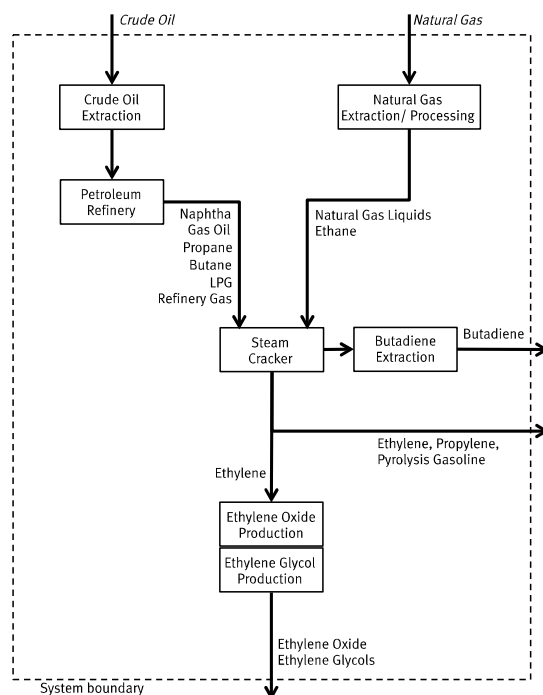 Crude Oil
Natural Gas
Crude Oil
Extraction
Natural Gas
Extraction/ Processing
Petroleum
Refinery
Naphtha
Gas Oil
Propane
Butane
LPG
Refinery Gas
Natural Gas Liquids
Ethane
Steam
Cracker
Butadiene
Extraction
Butadiene
Ethylene, Propylene,
Pyrolysis Gasoline
Ethylene
Ethylene Oxide
Production
Ethylene Glycol
Production
Ethylene Oxide
Ethylene Glycols
System boundary